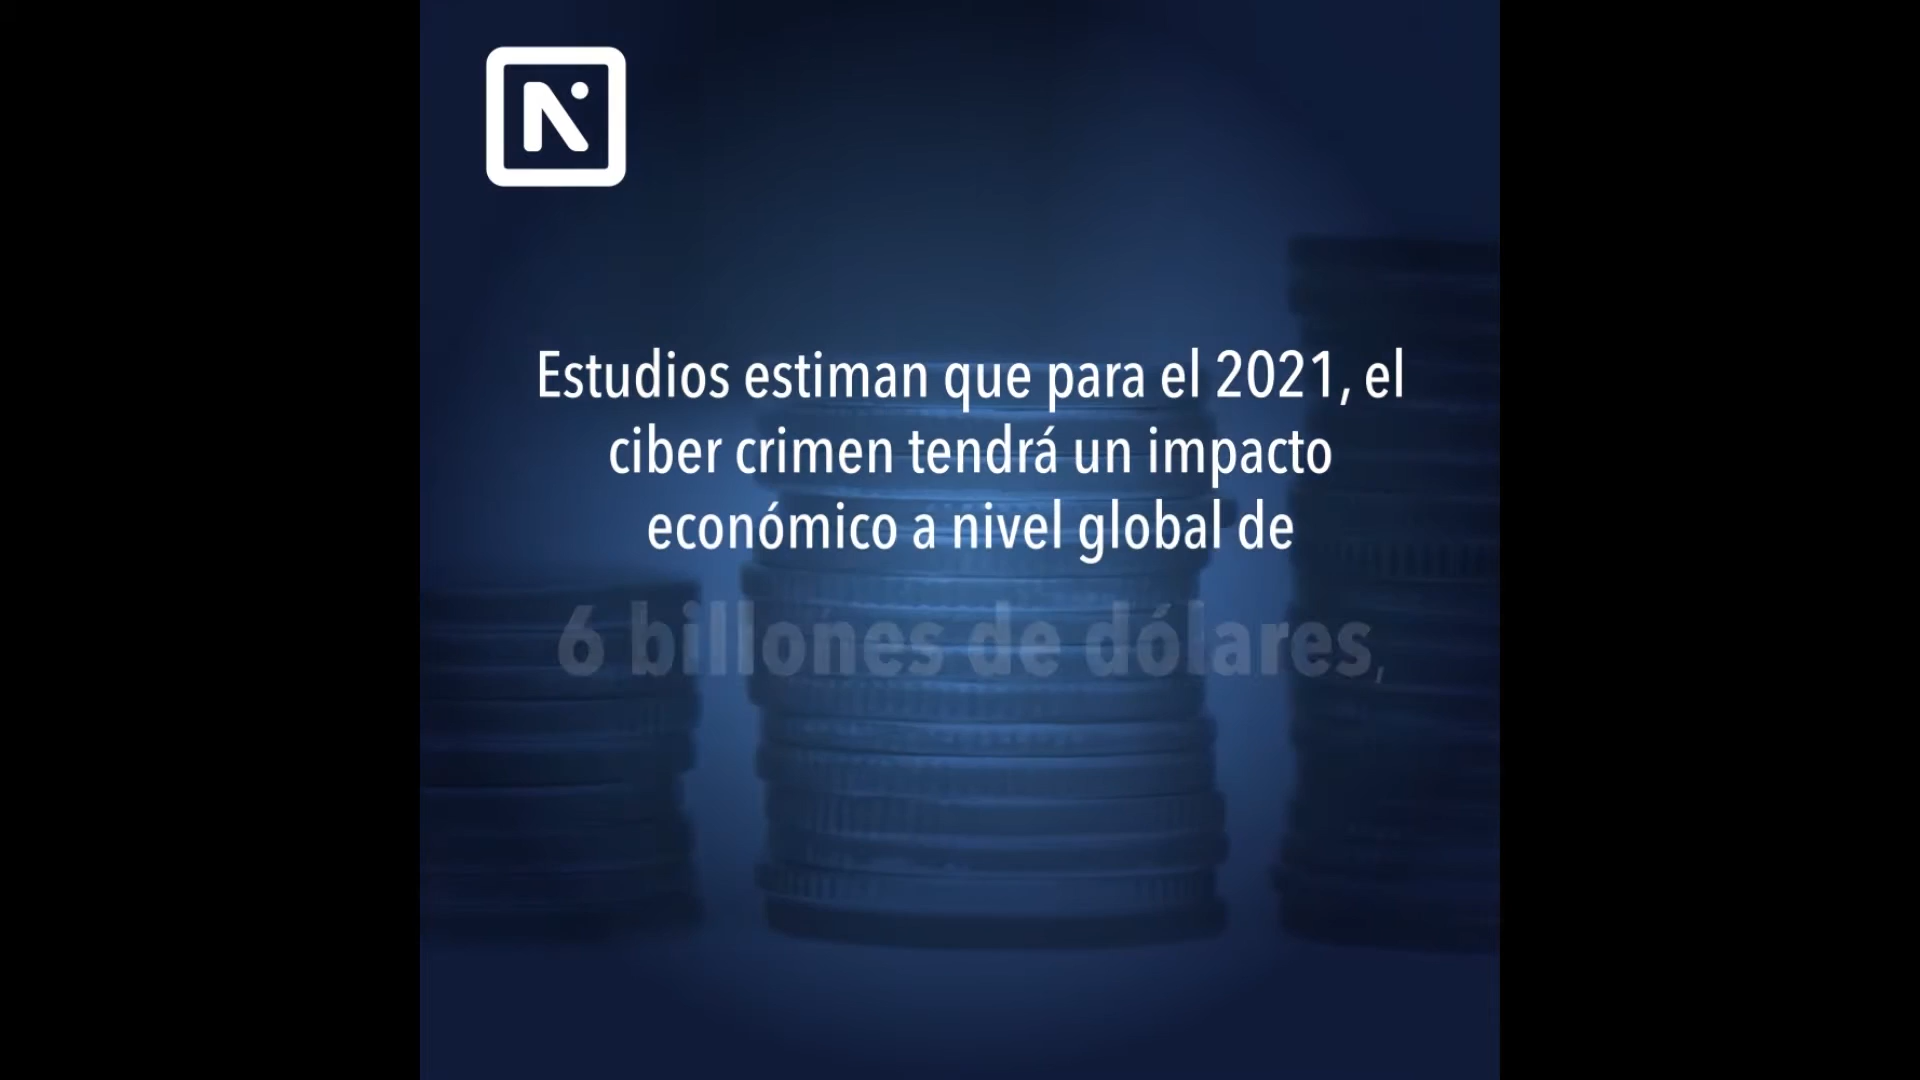 N
Estudios estiman que para el 2021, el
ciber crimen tendrá un impacto
económico a nivel global de
6 billones de dólares,